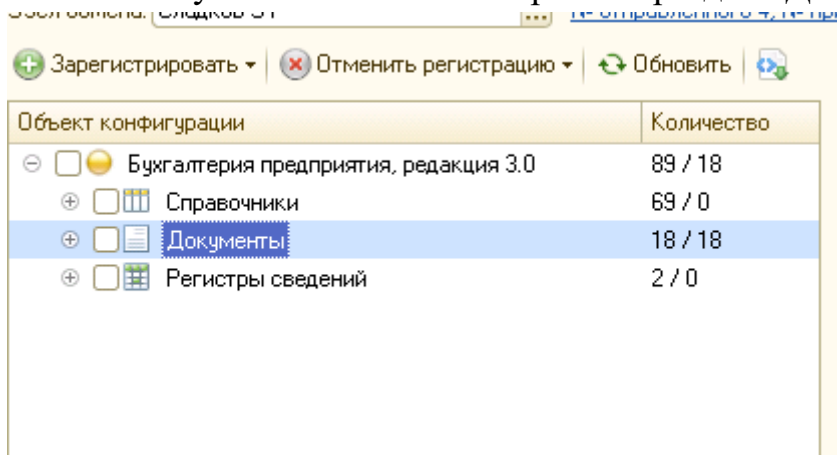 Зарегистрировать Отменить регистрацию Обновить
Объект конфигурации Количество
Бухгалтерия предприятия, редакция 3.0 89 / 18
Справочники 69 / 0
Документы 18 / 18
Регистры сведений 2 / 0